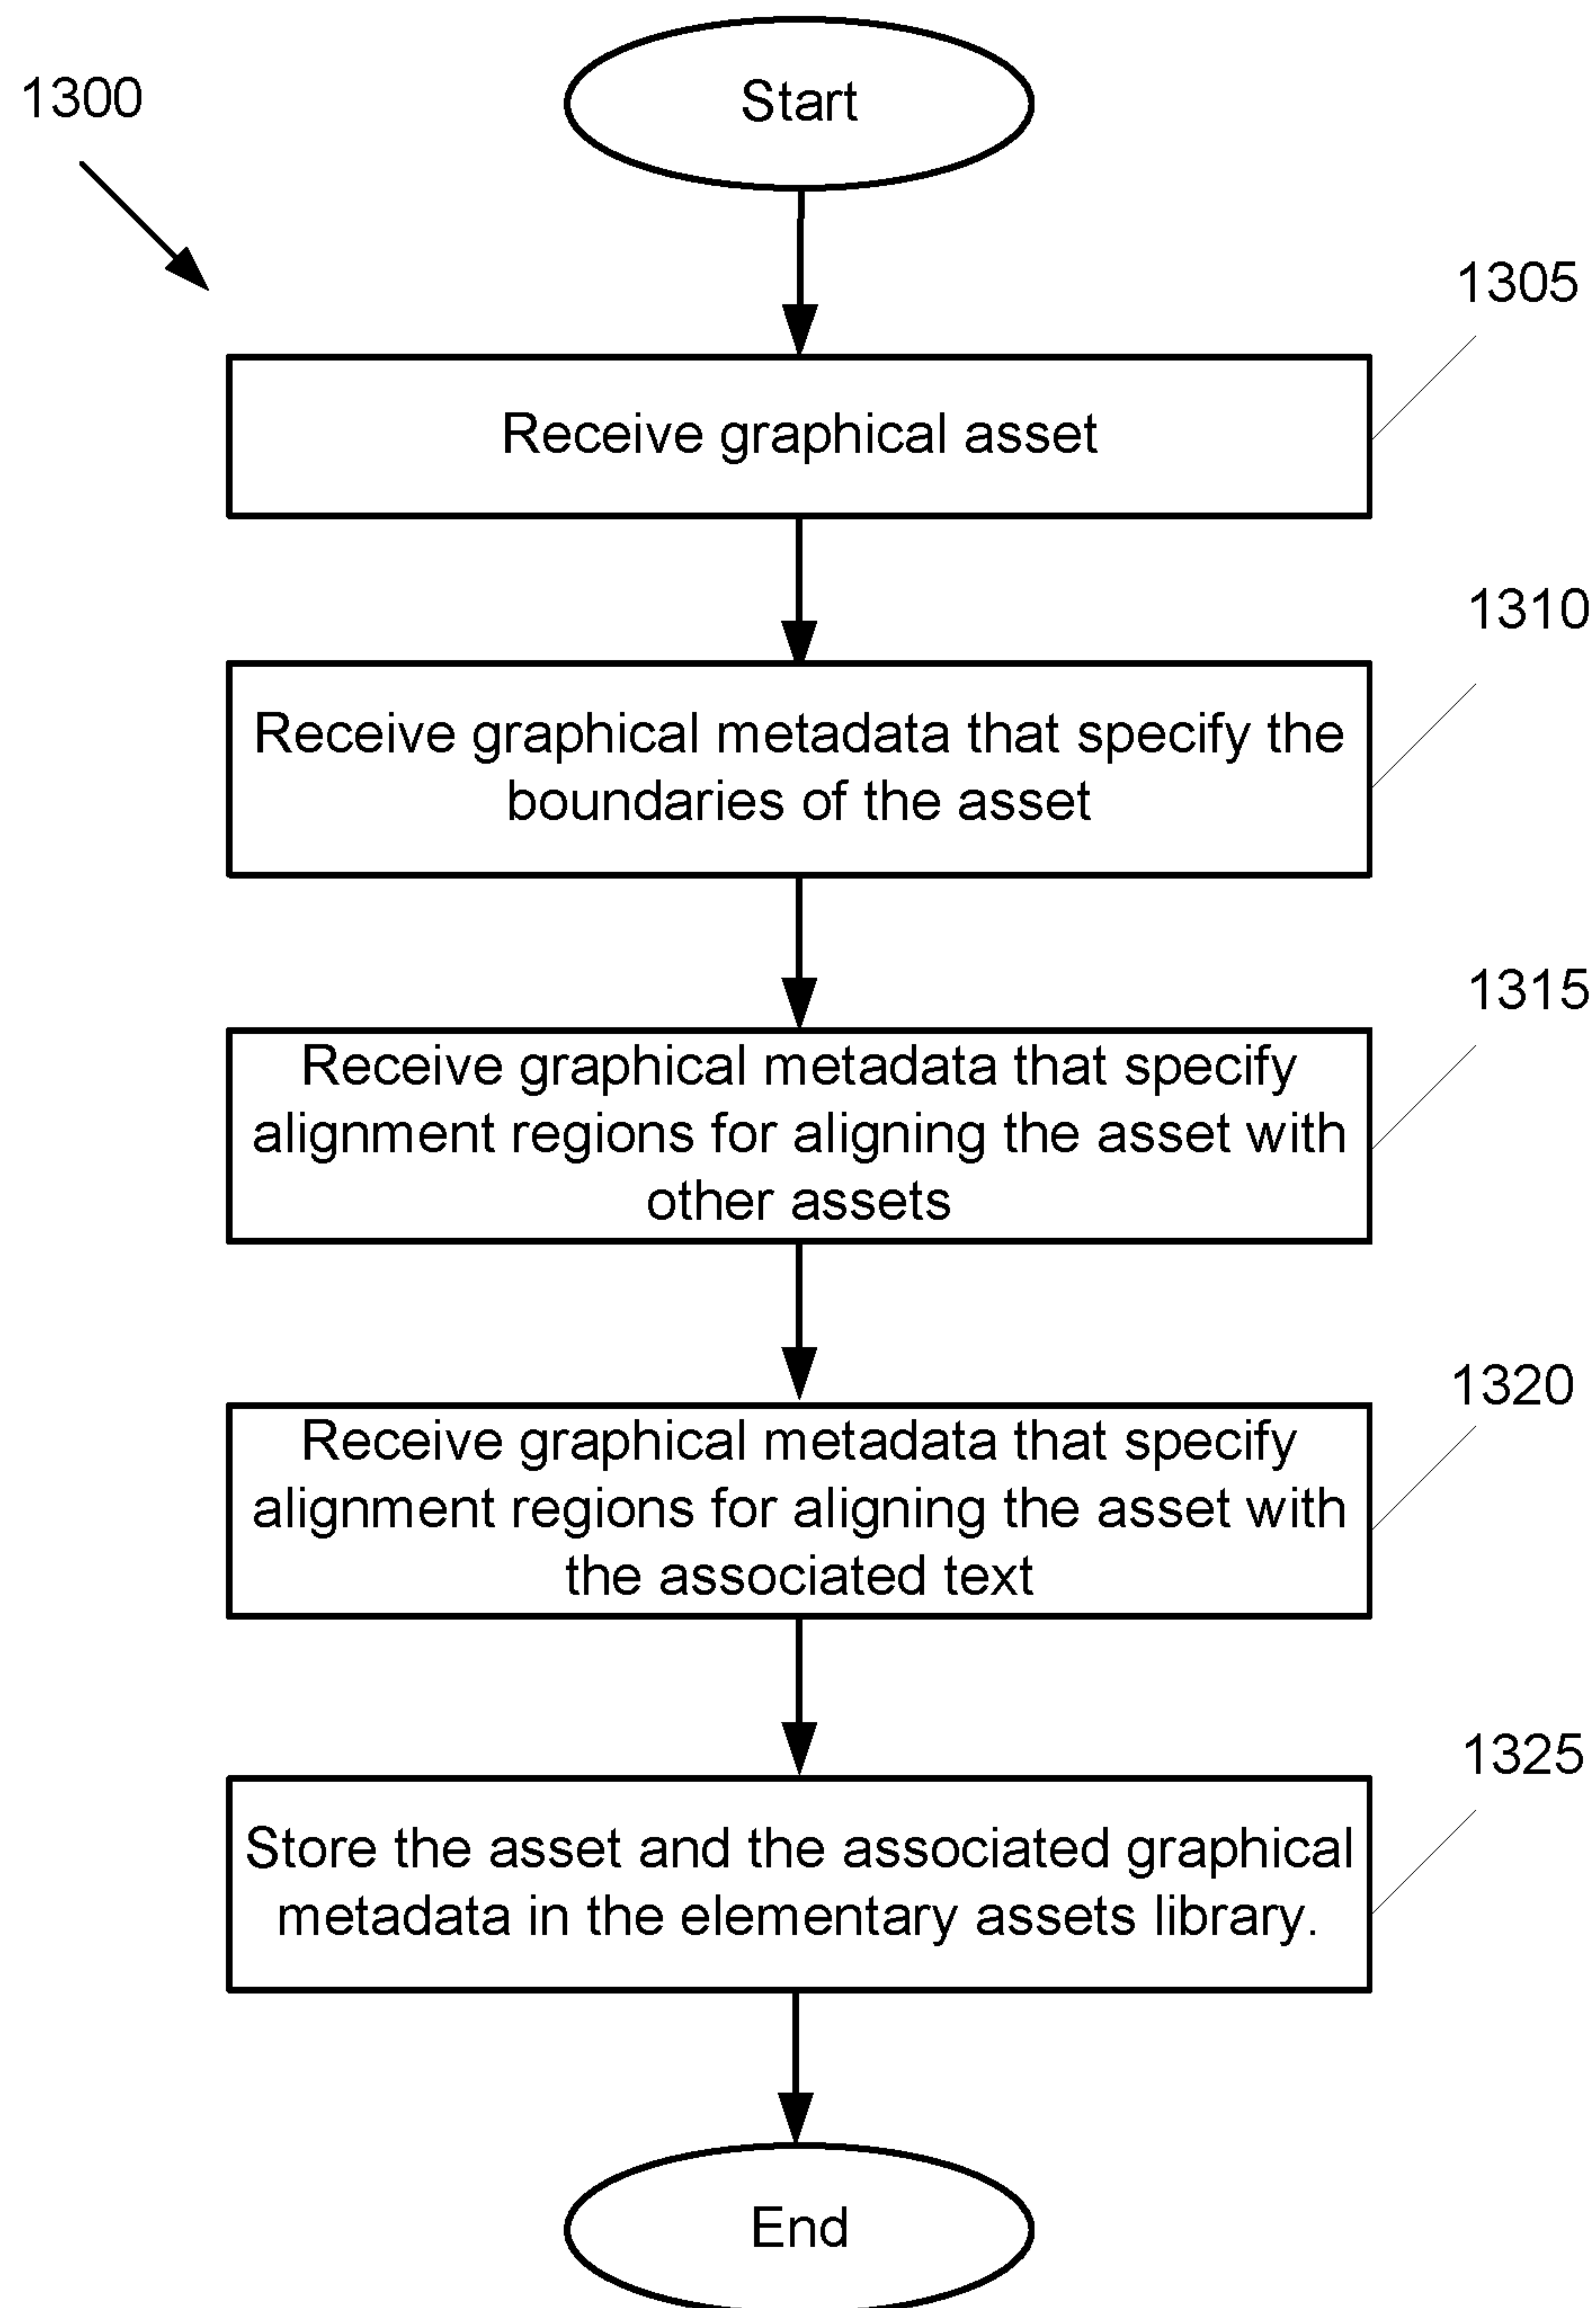 1300
Start
1305
Receive graphical asset
1310
Receive graphical metadata that specify the
boundaries of the asset
1315
Receive graphical metadata that specify
alignment regions for aligning the asset with
other assets
1320
Receive graphical metadata that specify
alignment regions for aligning the asset with
the associated text
1325
Store the asset and the associated graphical
metadata in the elementary assets library.
End